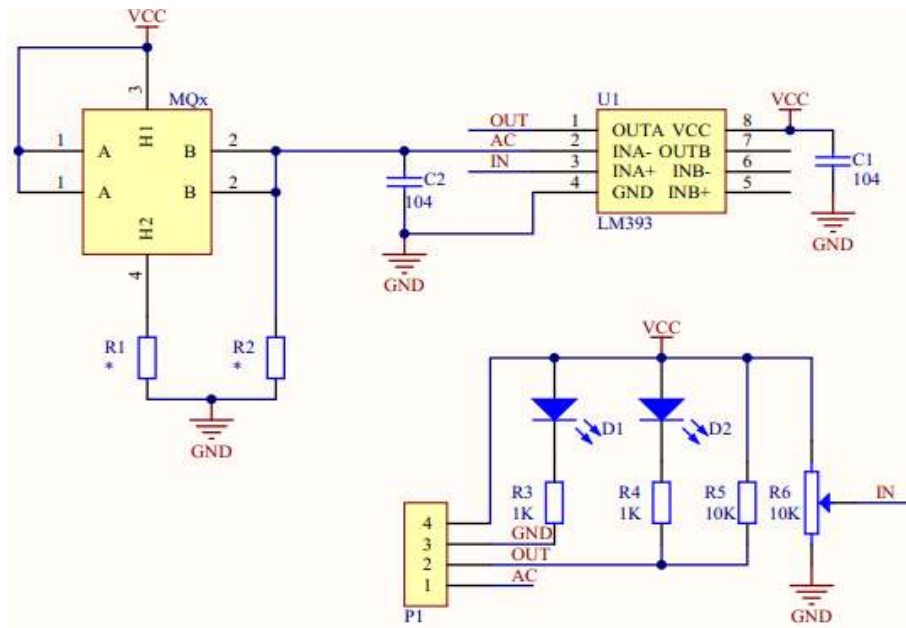 VCC
MQx
3
H1
1 A B 2
1 A B 2
H2
4
R1
*
R2
*
GND
C2
104
GND
U1
OUT 1 OUTA VCC 8
AC 2 INA- OUTB 7
IN 3 INA+ INB- 6
4 GND INB+ 5
LM393
VCC
C1
104
GND
VCC
D1
D2
R3
1K
R4
1K
R5
10K
R6
10K
IN
4
3 GND
2 OUT
1 AC
P1
GND